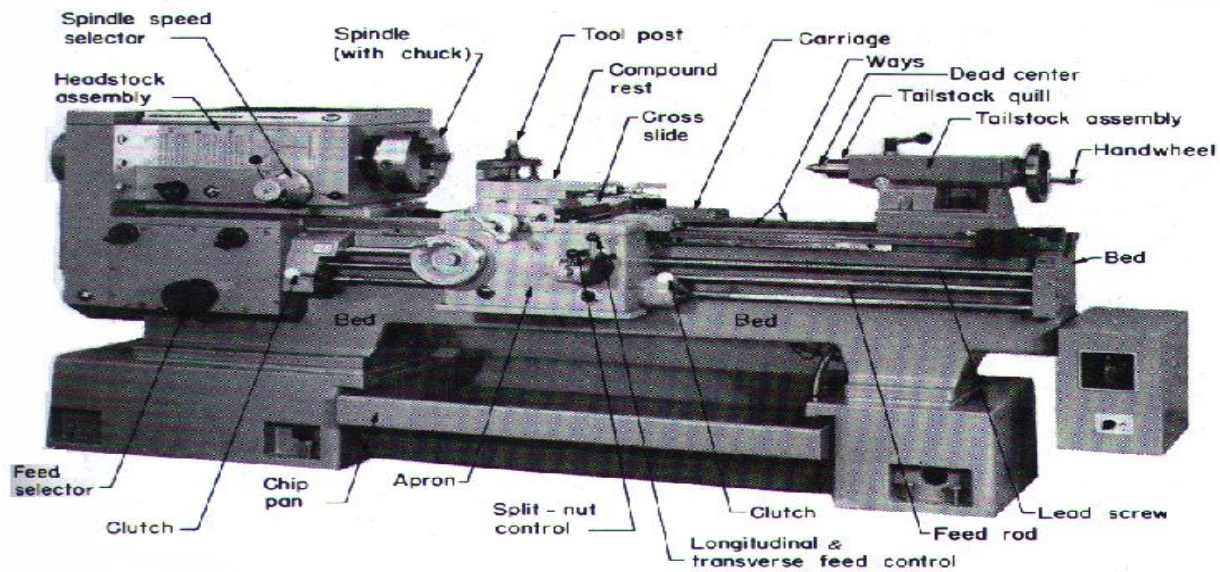 Spindle speed
selector
Headstock
assembly
Spindle
(with chuck)
Tool post
Compound
rest
Cross
slide
Carriage
Ways
Dead center
Tailstock quill
Tailstock assembly
Handwheel
Bed
Bed
Bed
Feed
selector
Clutch
Chip
pan
Apron
Split-nut
control
Longitudinal &
transverse feed control
Clutch
Feed rod
Lead screw